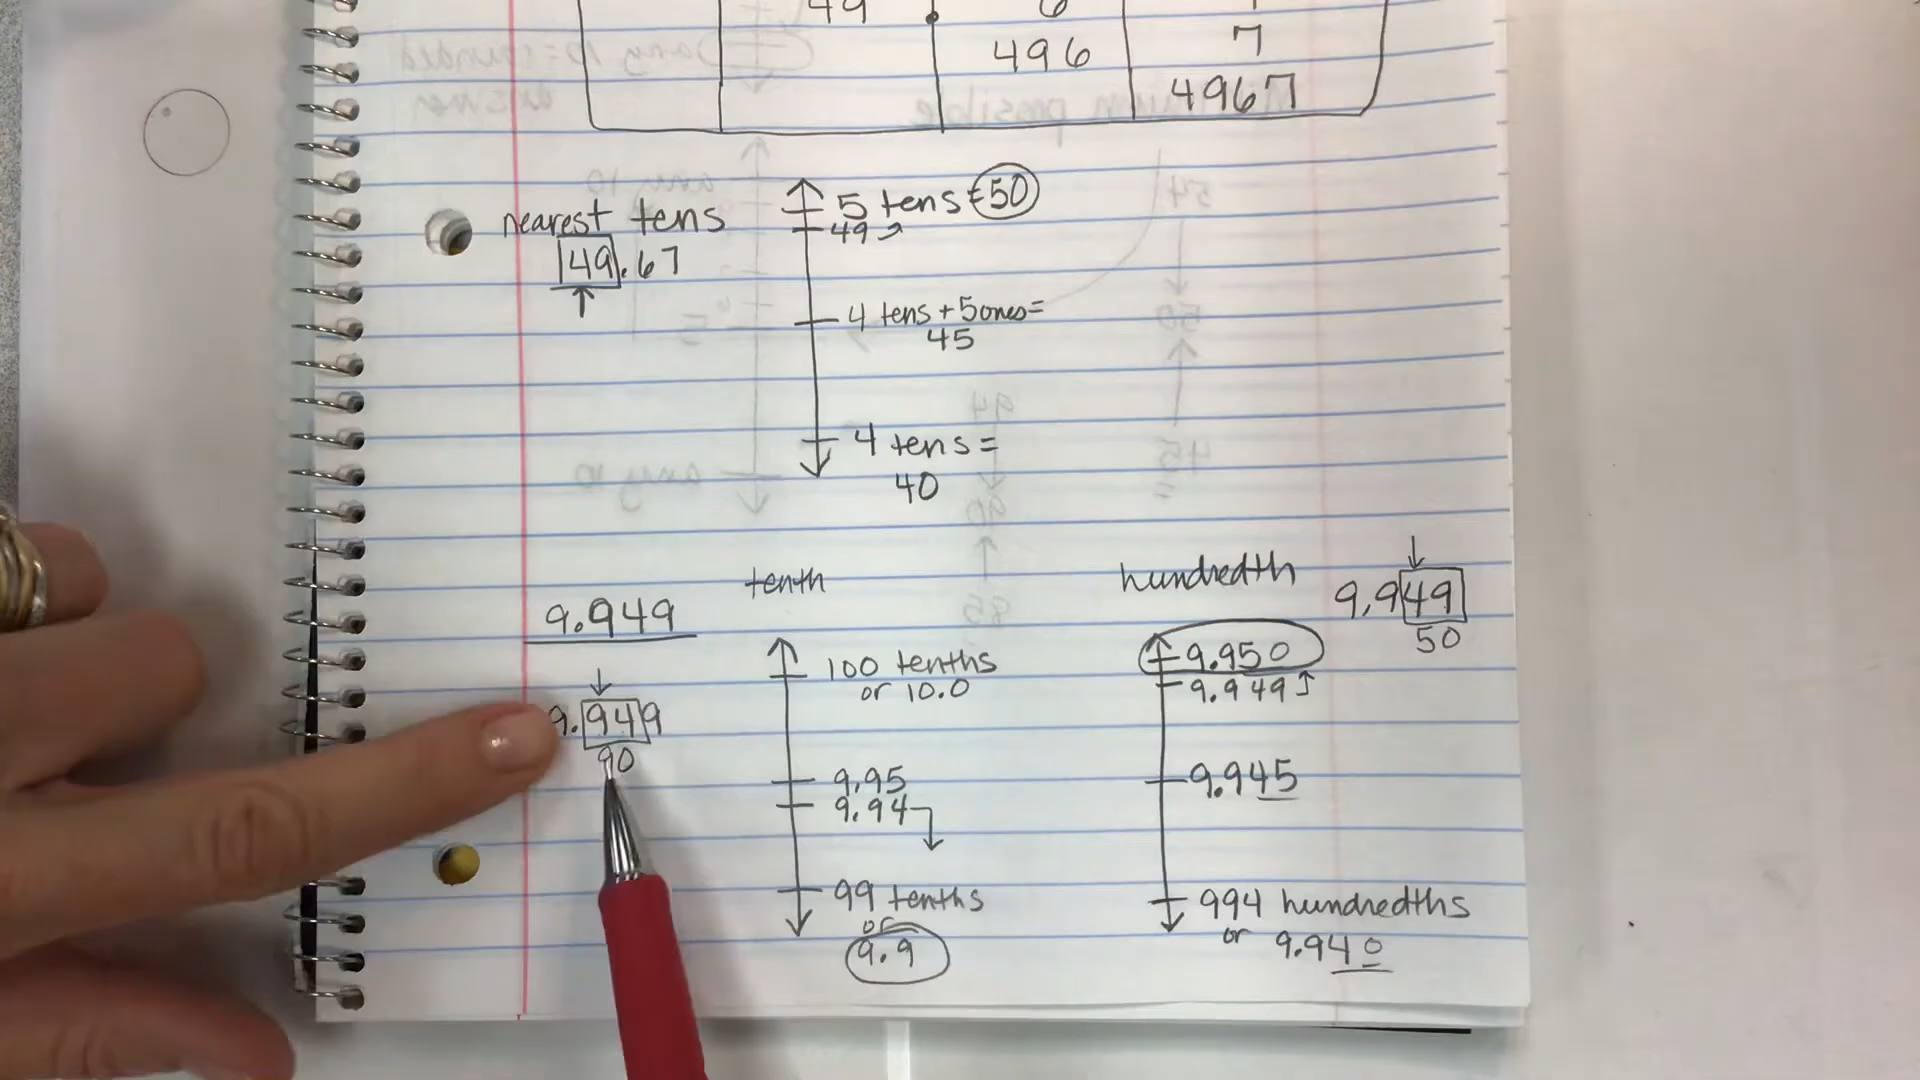 49 . 6
7
496
4967
nearest tens
49.67
5 tens = 50
49
4 tens + 5 ones =
45
4 tens =
40
9.949
9.949
90
tenth
100 tenths
or 10.0
9.95
9.94
99 tenths
or
9.9
hundredth
9.949
50
9.950
9.949
9.945
994 hundredths
or 9.940